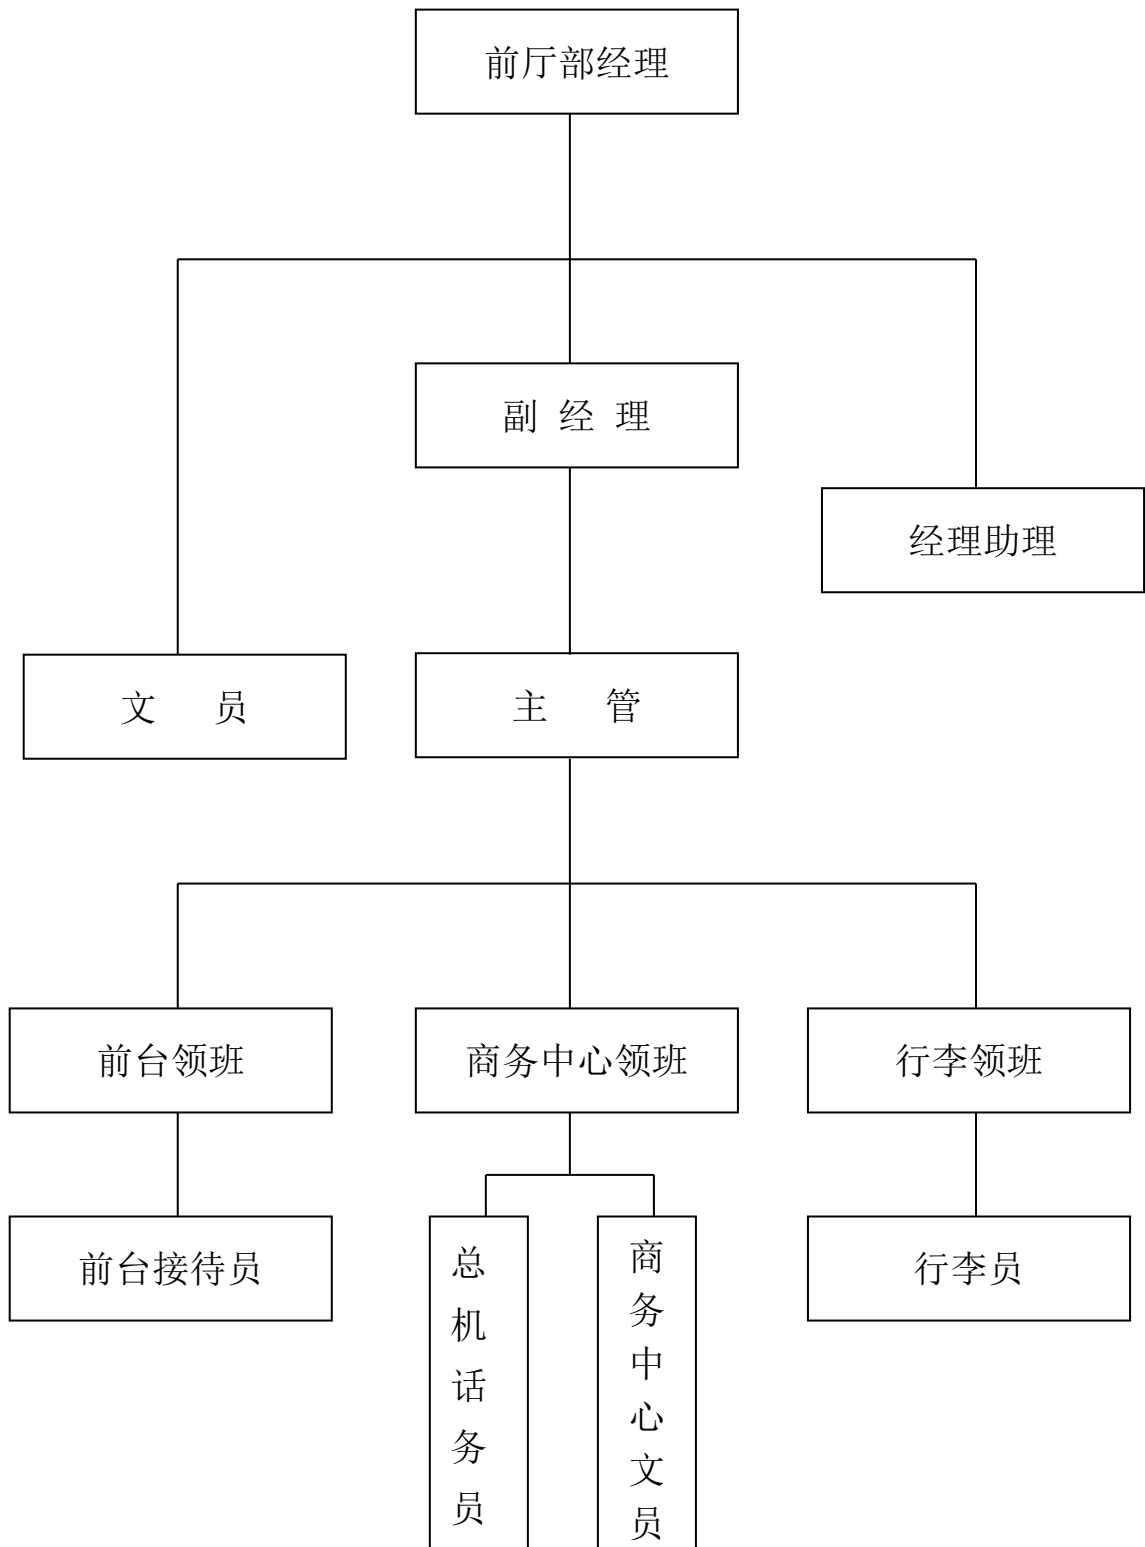 前厅部经理
副 经 理
经理助理
文 员
主 管
前台领班
商务中心领班
行李领班
前台接待员
总机话务员
商务中心文员
行李员